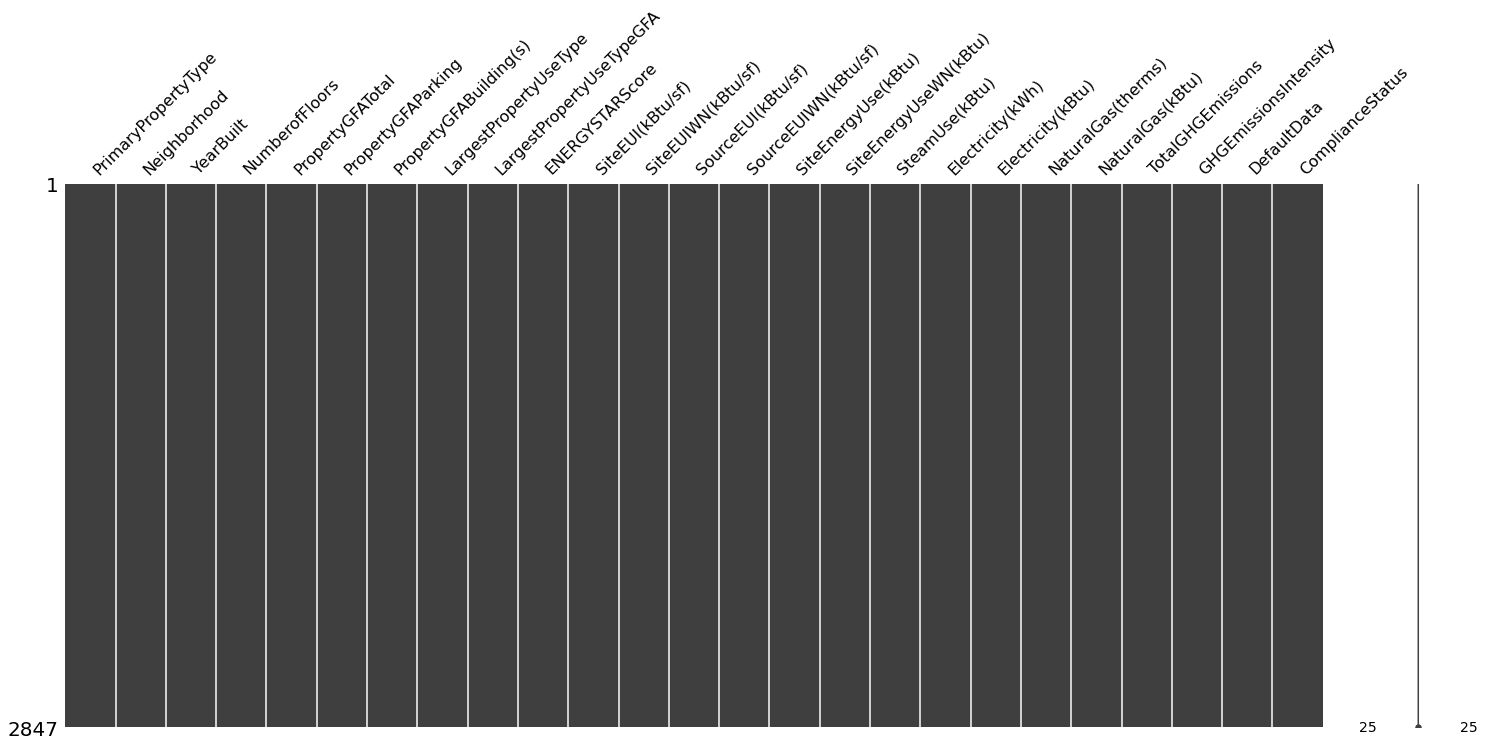 PrimaryPropertyType
Neighborhood
YearBuilt
NumberofFloors
PropertyGFATotal
PropertyGFAParking
PropertyGFABuilding(s)
LargestPropertyUseType
LargestPropertyUseTypeGFA
ENERGYSTARScore
SiteEUI(kBtu/sf)
SiteEUIWN(kBtu/sf)
SourceEUI(kBtu/sf)
SourceEUIWN(kBtu/sf)
SiteEnergyUse(kBtu)
SiteEnergyUseWN(kBtu)
SteamUse(kBtu)
Electricity(kWh)
Electricity(kBtu)
NaturalGas(therms)
NaturalGas(kBtu)
TotalGHGEmissions
GHGEmissionsIntensity
DefaultData
ComplianceStatus
1
2847
25
25